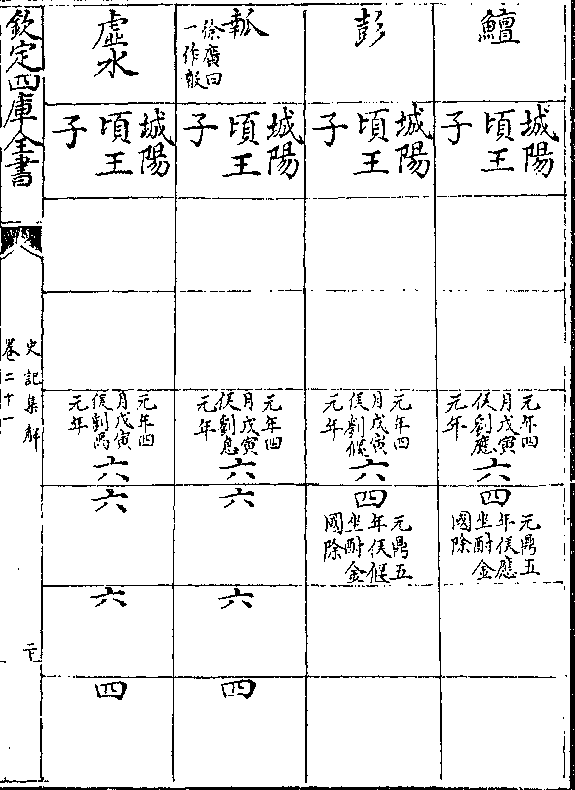 鱣
城陽
頃王
子
元年四
月戊寅
侯劉應
元年
六
四
元鼎五
年侯應
坐酎金
國除
彭
城陽
頃王
子
元年四
月戊寅
侯劉偃
元年
六
四
元鼎五
年侯偃
坐酎金
國除
瓡
徐廣曰
一作報
城陽
頃王
子
元年四
月戊寅
侯劉息
元年
六
六
六
四
虛水
城陽
頃王
子
元年四
月戊寅
侯劉禹
元年
六
六
六
四
欽定四庫全書
史記集解
卷二十一